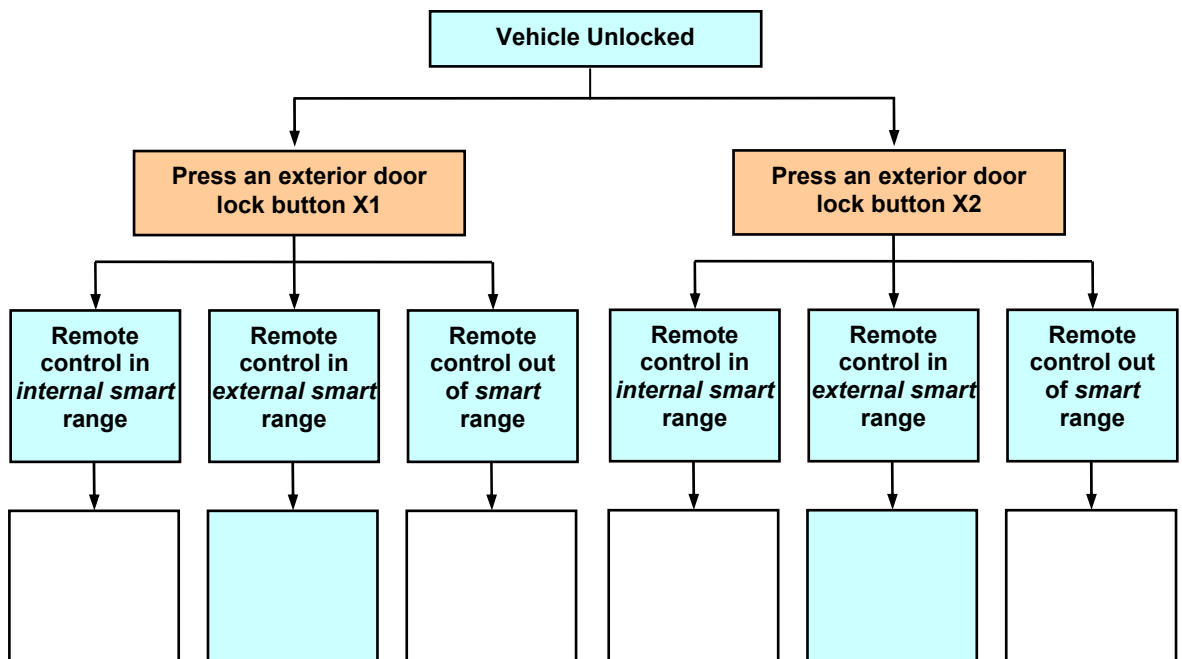 Vehicle Unlocked
Press an exterior door
lock button X1
Press an exterior door
lock button X2
Remote
control in
internal smart
range
Remote
control in
external smart
range
Remote
control out
of smart
range
Remote
control in
internal smart
range
Remote
control in
external smart
range
Remote
control out
of smart
range